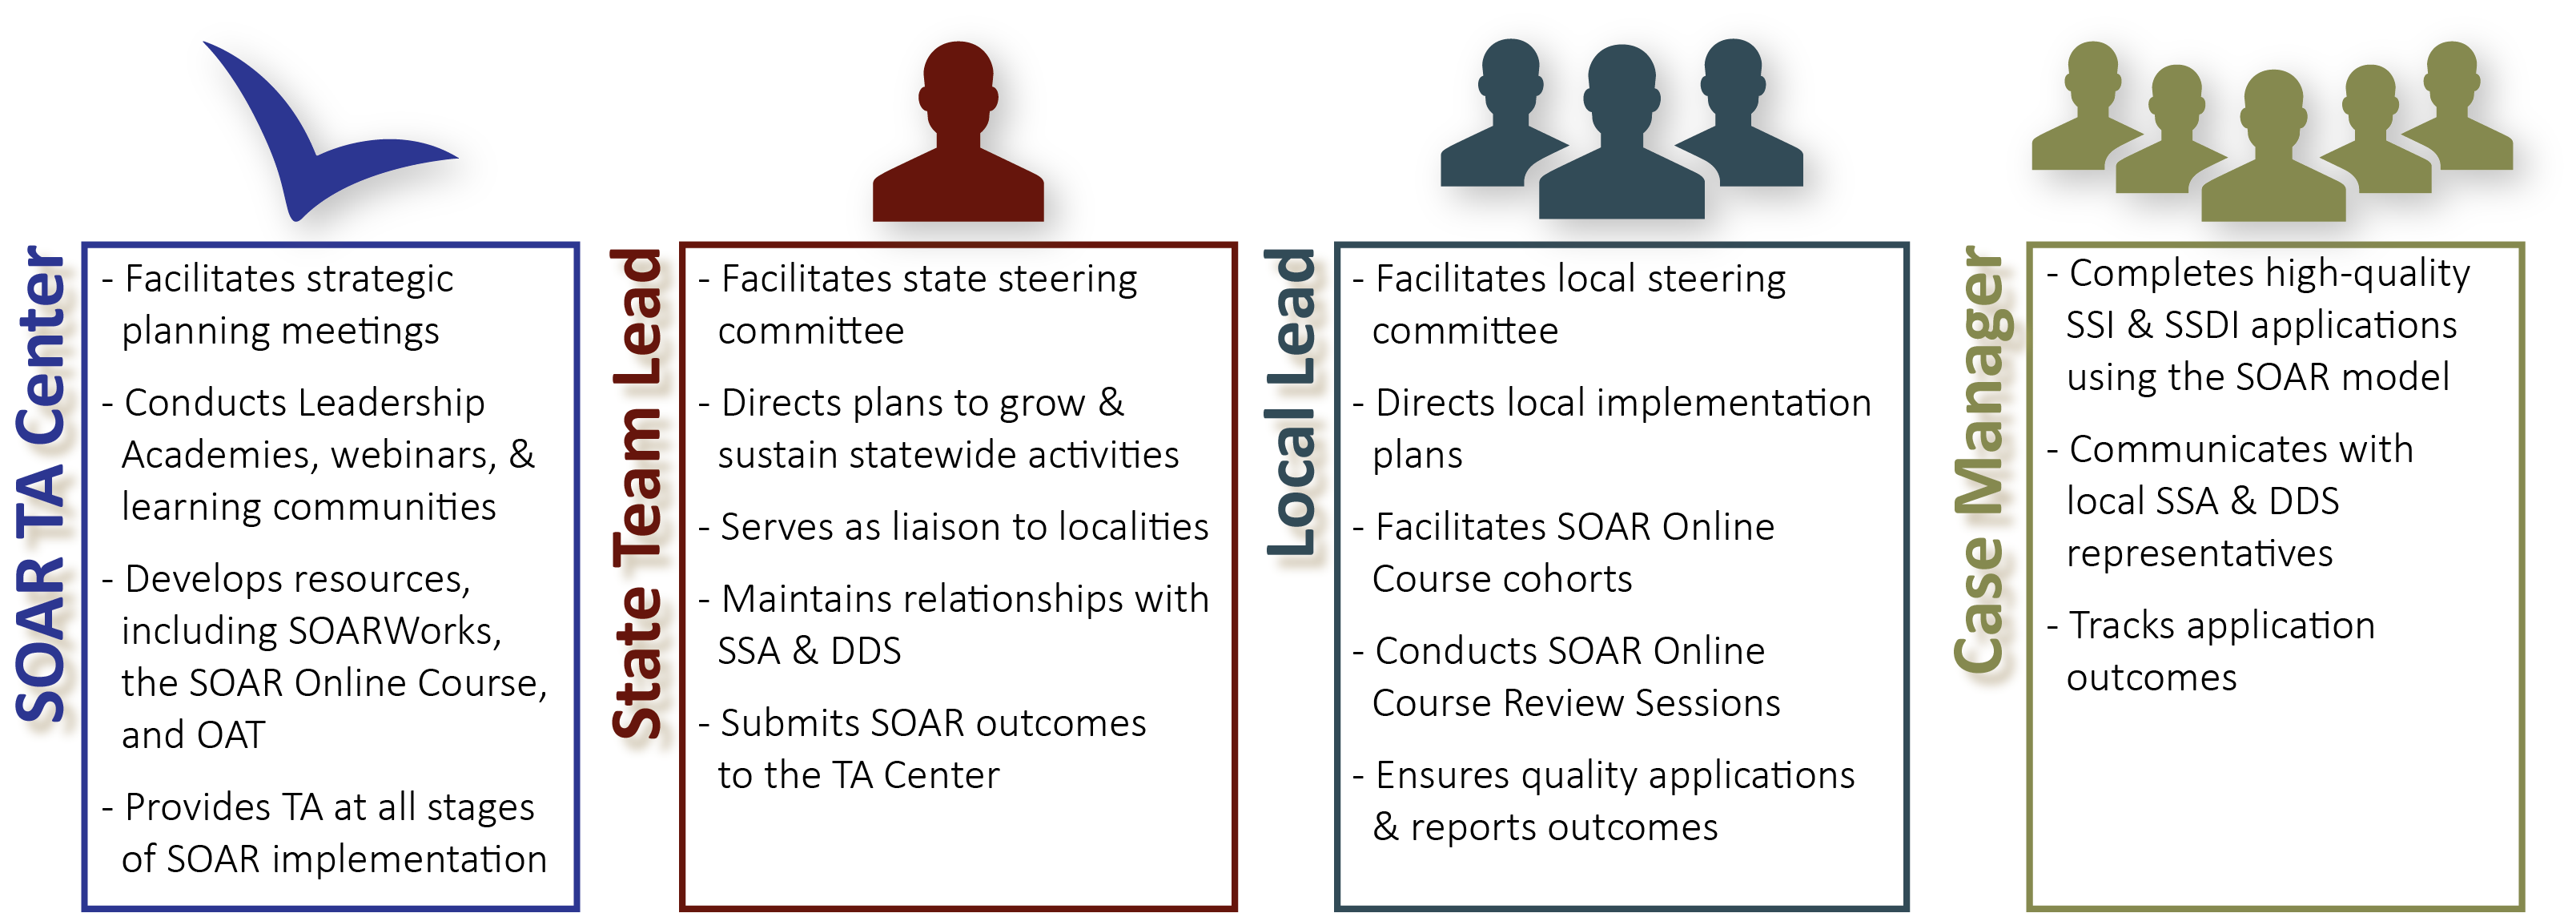 SOAR TA Center
- Facilitates strategic
planning meetings
- Conducts Leadership
Academies, webinars, &
learning communities
- Develops resources,
including SOARWorks,
the SOAR Online Course,
and OAT
- Provides TA at all stages
of SOAR implementation
State Team Lead
- Facilitates state steering
committee
- Directs plans to grow &
sustain statewide activities
- Serves as liaison to localities
- Maintains relationships with
SSA & DDS
- Submits SOAR outcomes
to the TA Center
Local Lead
- Facilitates local steering
committee
- Directs local implementation
plans
- Facilitates SOAR Online
Course cohorts
- Conducts SOAR Online
Course Review Sessions
- Ensures quality applications
& reports outcomes
Case Manager
- Completes high-quality
SSI & SSDI applications
using the SOAR model
- Communicates with
local SSA & DDS
representatives
- Tracks application
outcomes